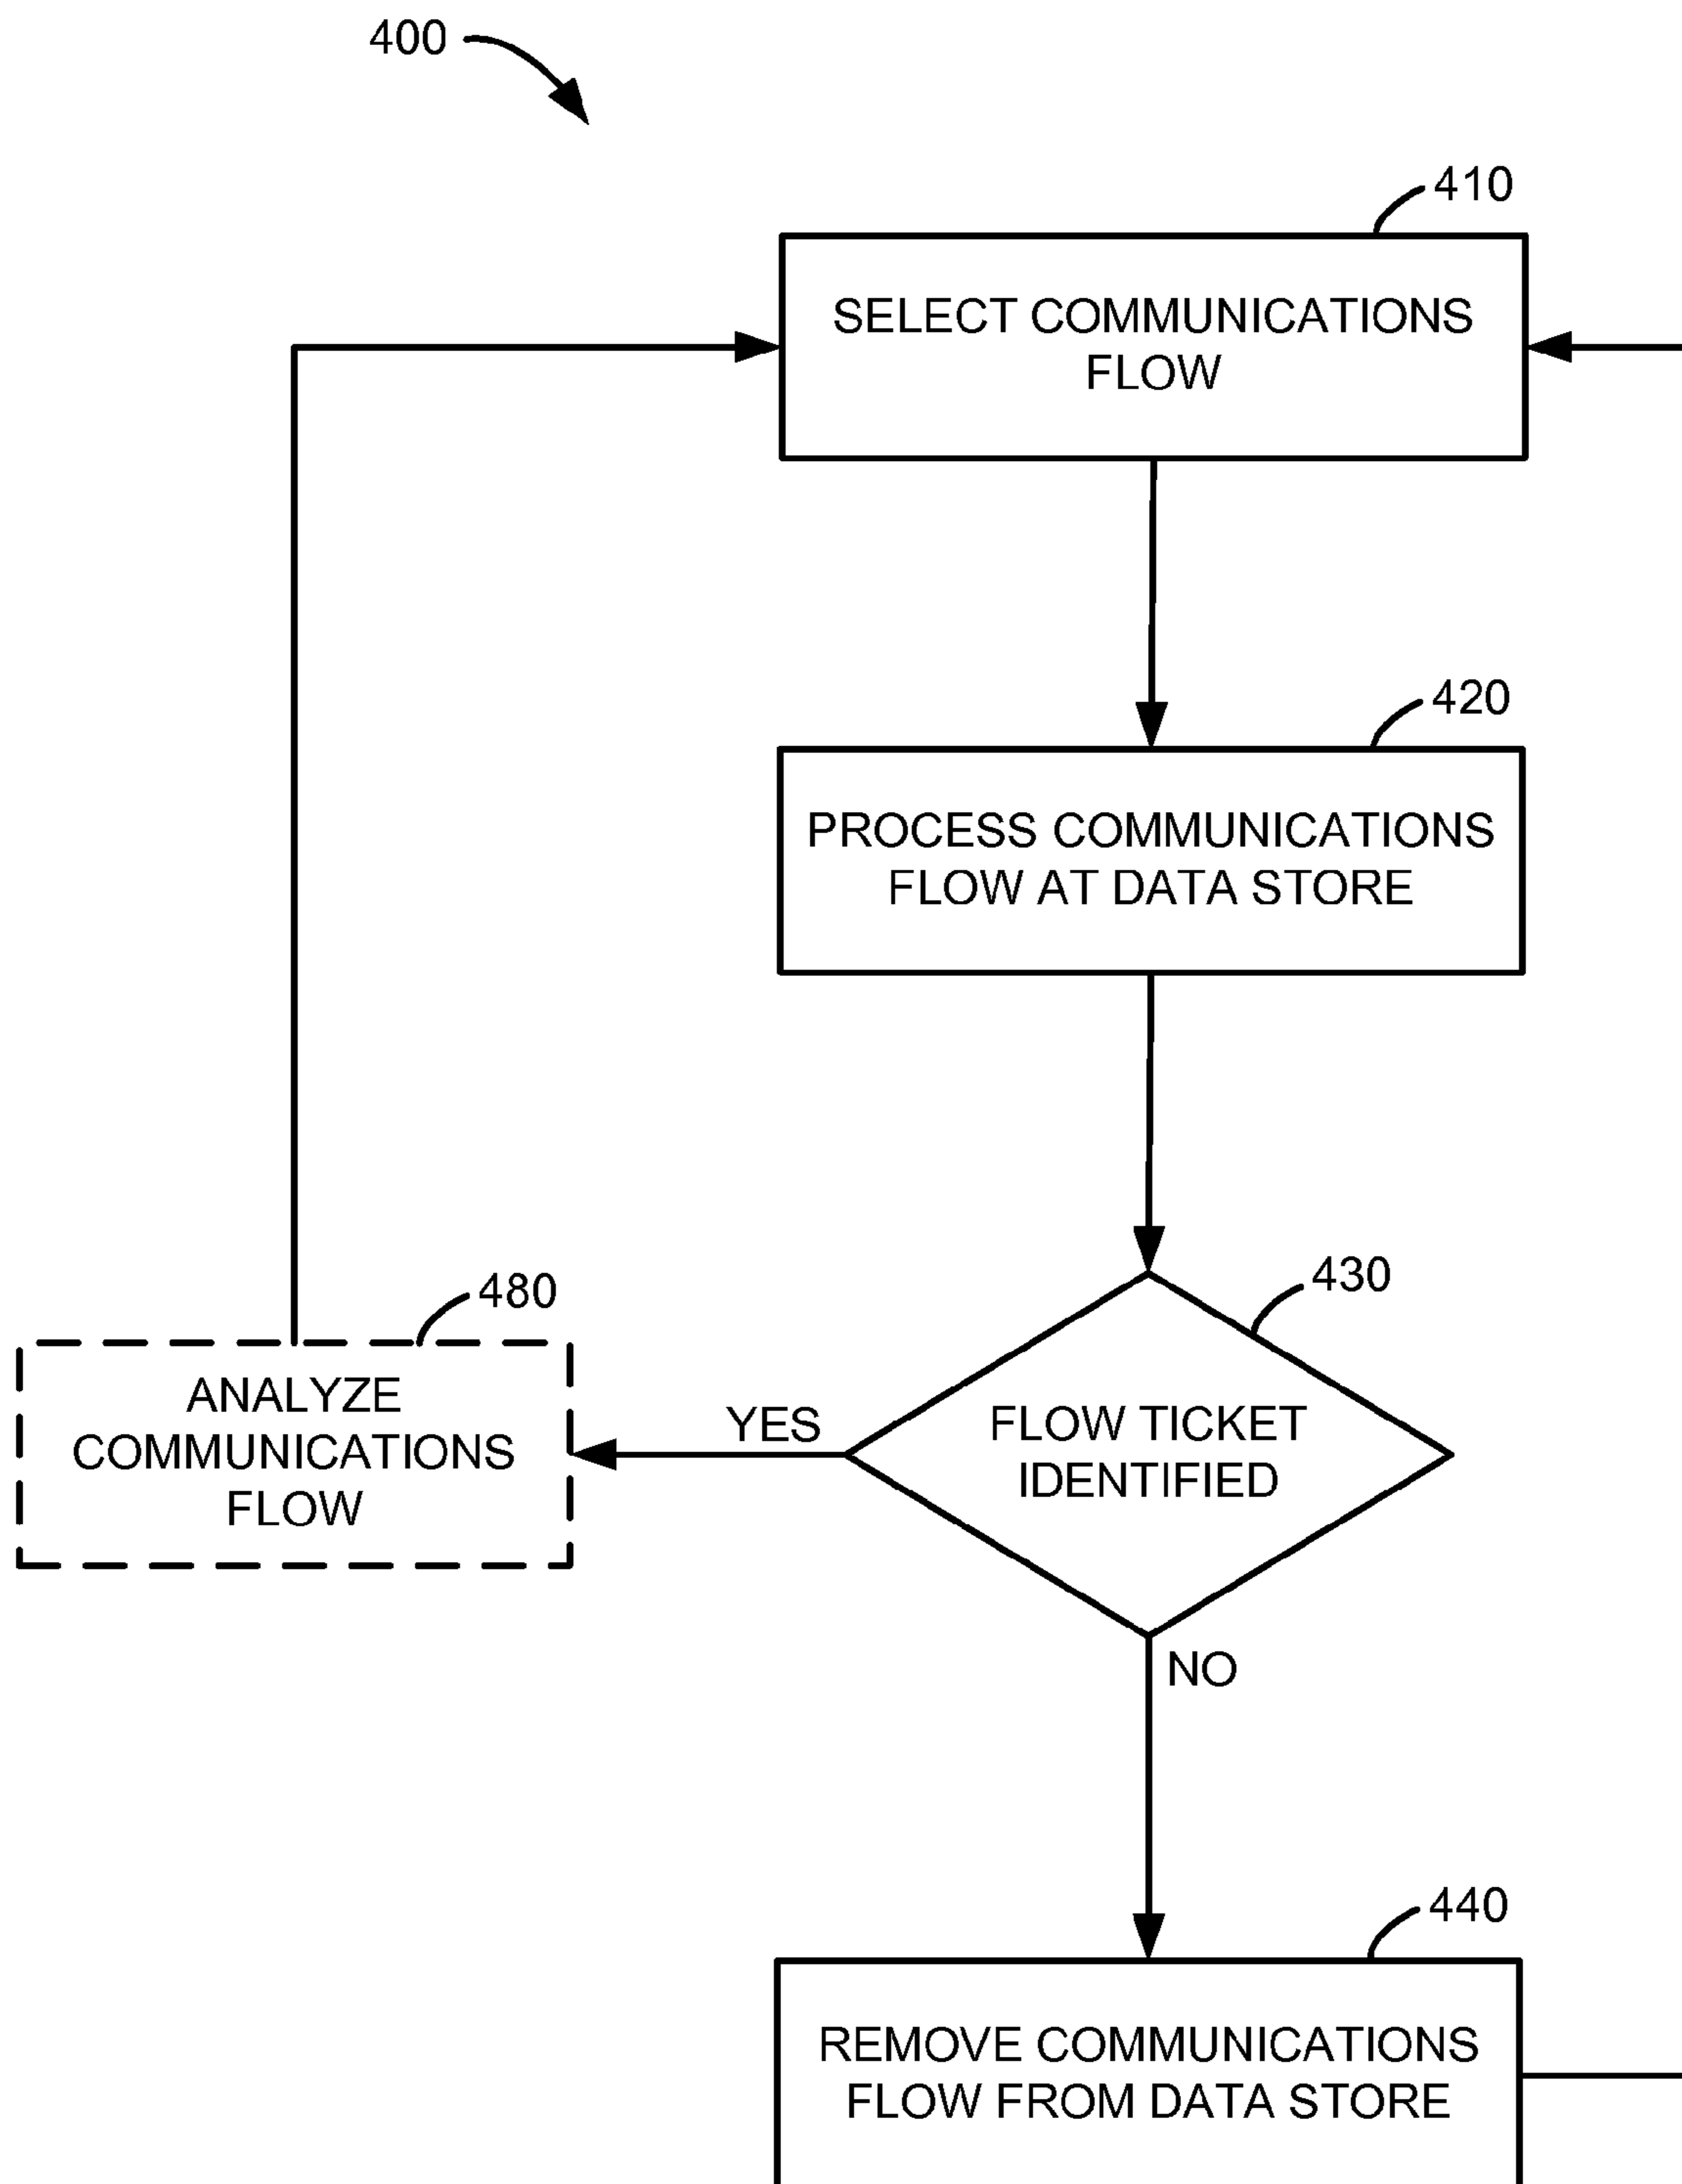 400
410
SELECT COMMUNICATIONS
FLOW
420
PROCESS COMMUNICATIONS
FLOW AT DATA STORE
430
FLOW TICKET
IDENTIFIED
YES
480
ANALYZE
COMMUNICATIONS
FLOW
NO
440
REMOVE COMMUNICATIONS
FLOW FROM DATA STORE